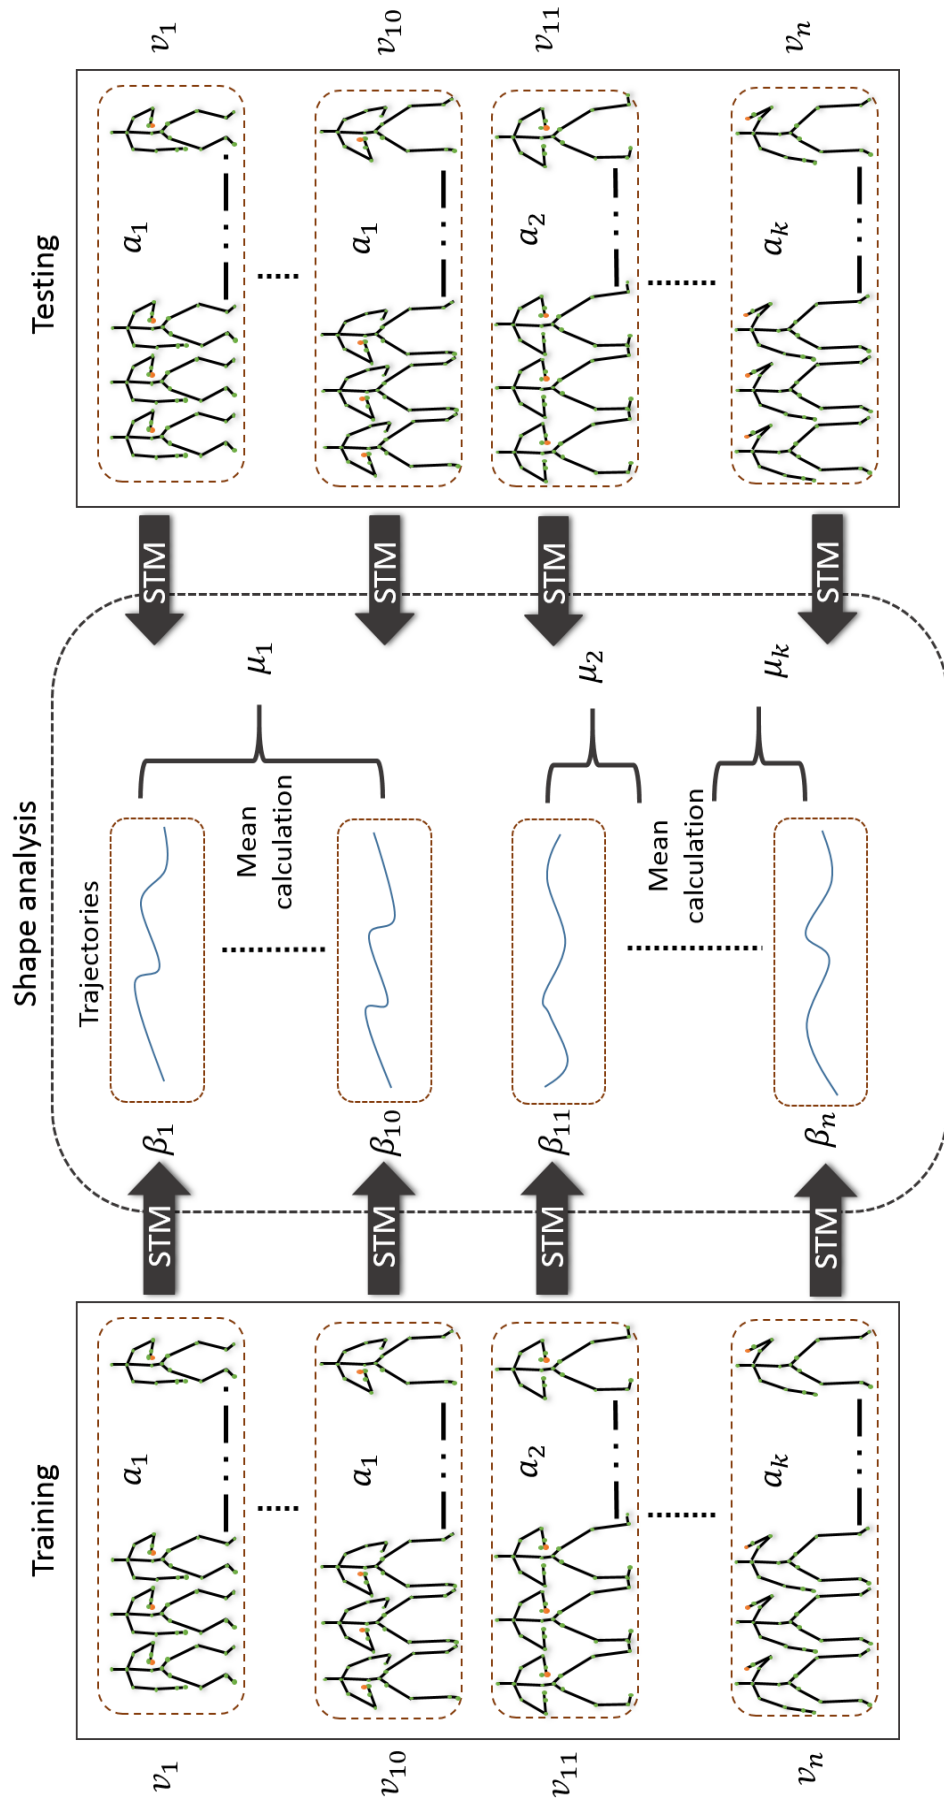 Training
Shape analysis
Testing
v₁
a₁
STM
β₁
Trajectories
STM
a₁
v₁
Mean
calculation
μ₁
v₁₀
a₁
STM
β₁₀
STM
a₁
v₁₀
v₁₁
a₂
STM
β₁₁
μ₂
STM
a₂
v₁₁
Mean
calculation
μₖ
vₙ
aₖ
STM
βₙ
STM
aₖ
vₙ